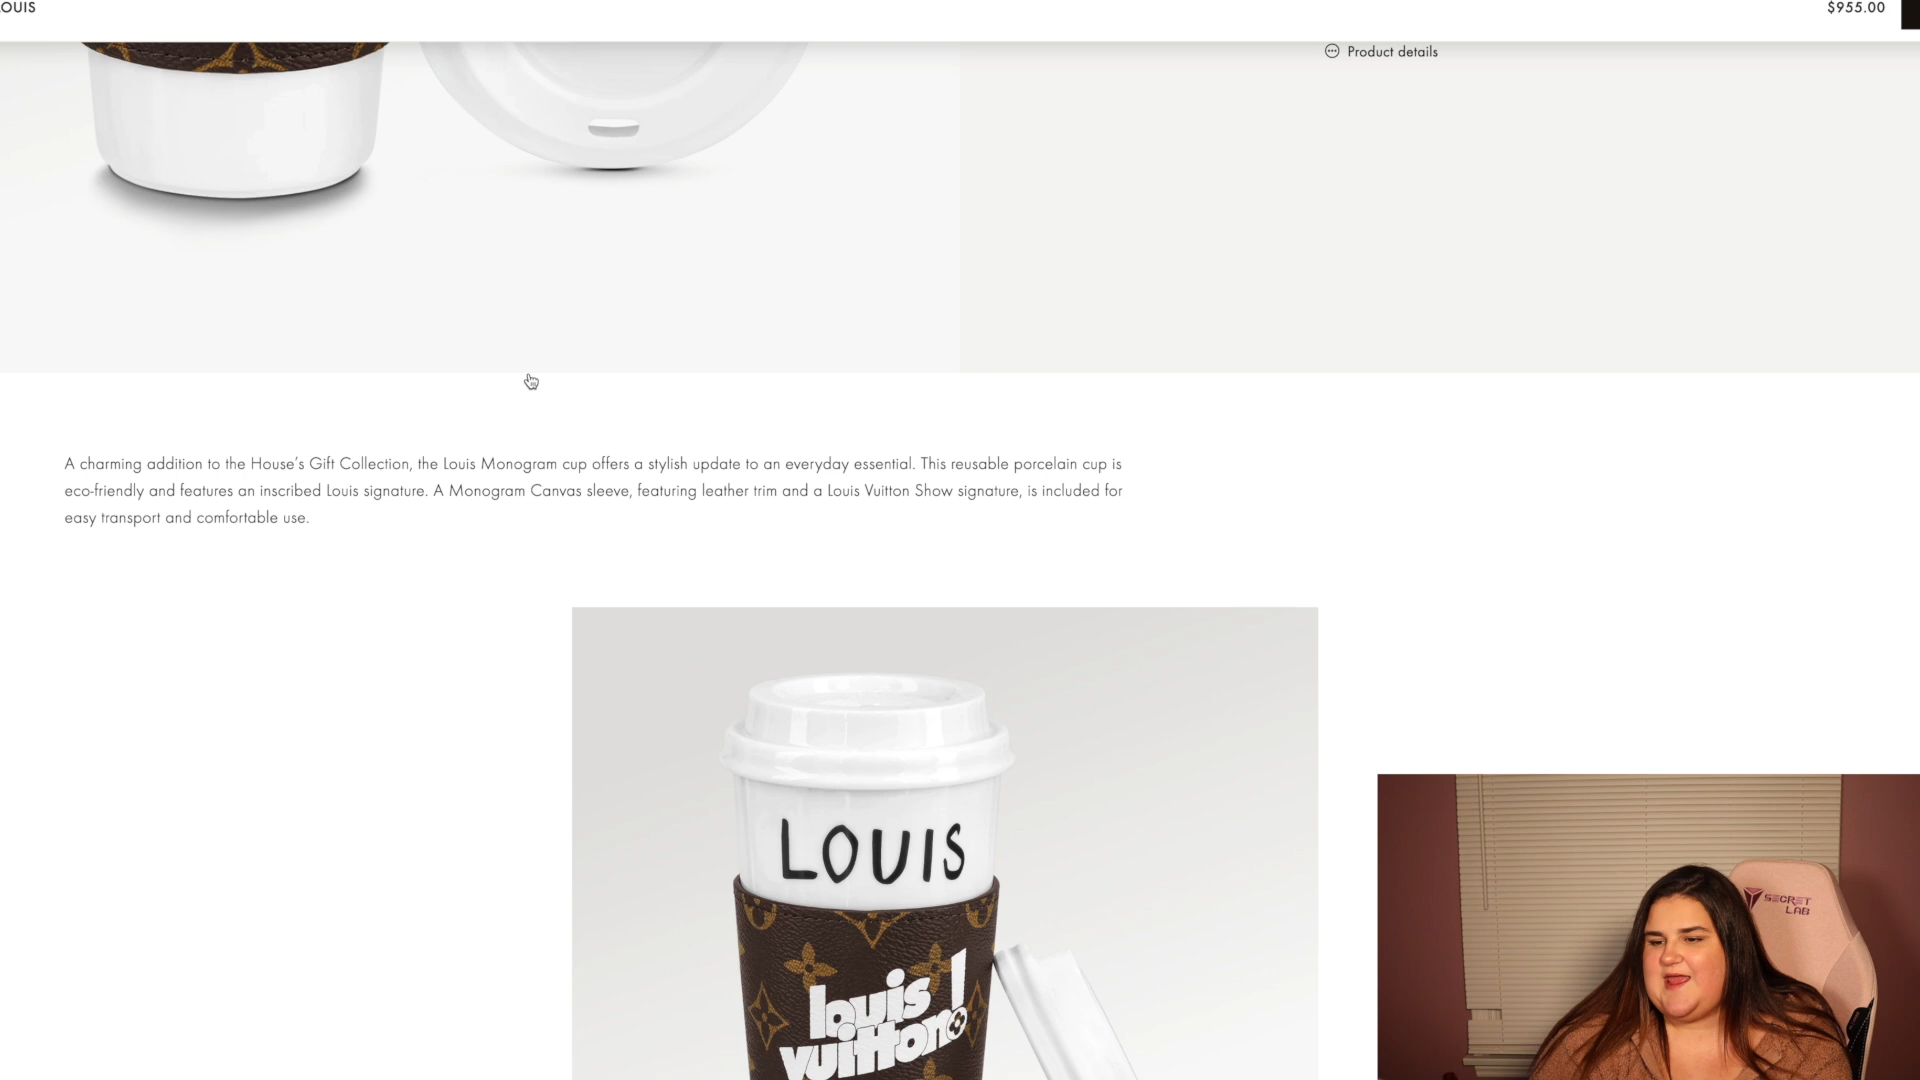 LOUIS
$955.00
Product details
A charming addition to the House's Gift Collection, the Louis Monogram cup offers a stylish update to an everyday essential. This reusable porcelain cup is
eco-friendly and features an inscribed Louis signature. A Monogram Canvas sleeve, featuring leather trim and a Louis Vuitton Show signature, is included for
easy transport and comfortable use.
LOUIS
louis
vuitton!
SECRET
LAB